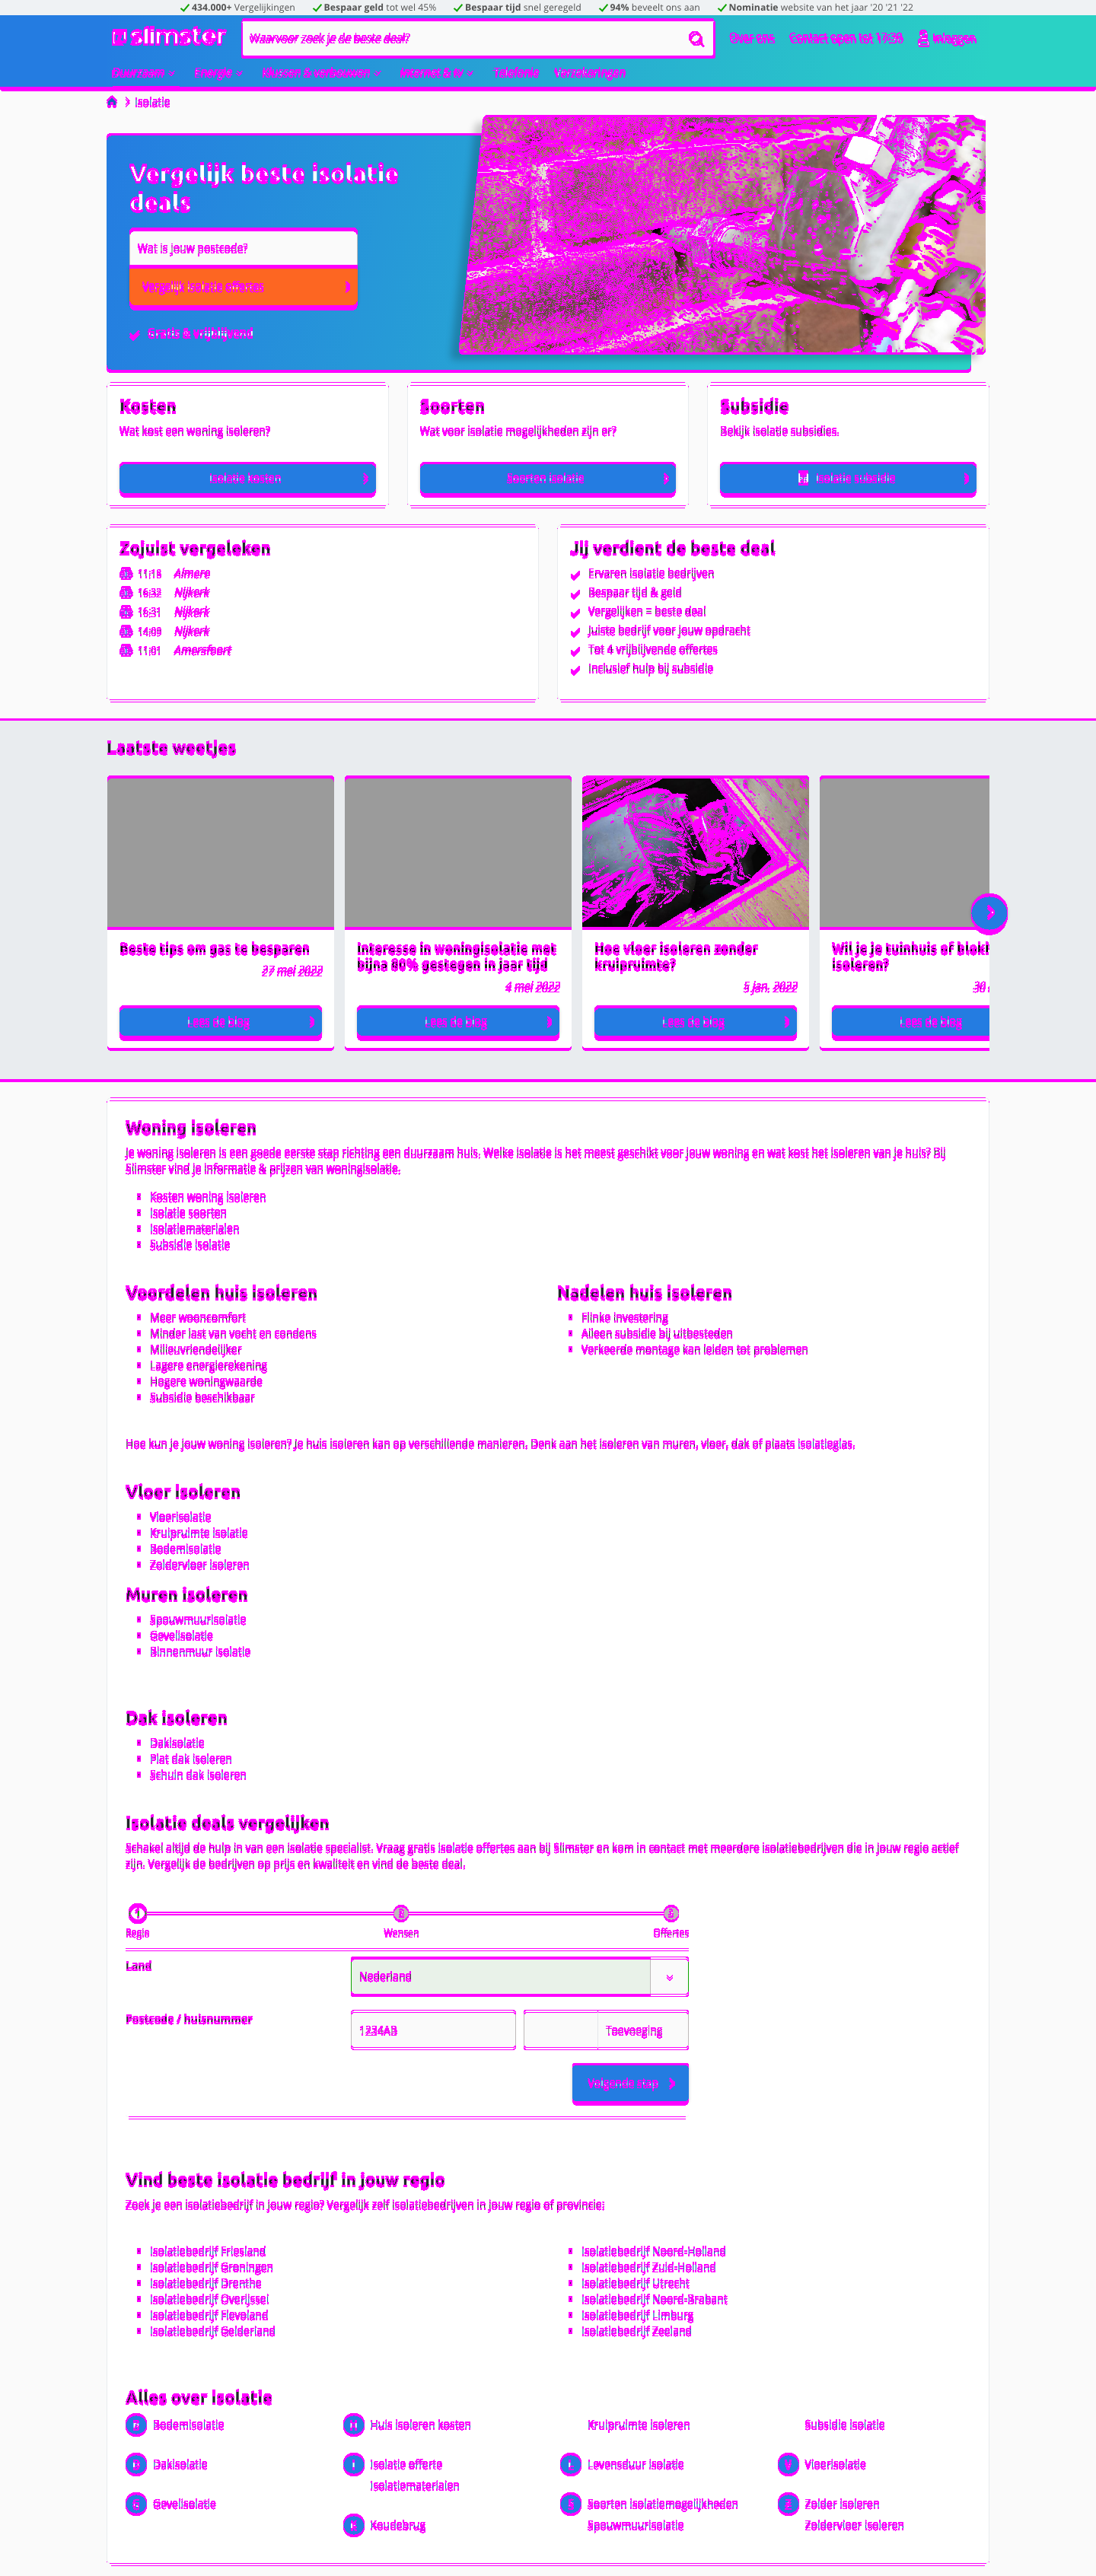 434.000+ Vergelijkingen Bespaar geld tot wel 45% Bespaar tijd snel geregeld 94% beveelt ons aan Nominatie website van het jaar '20 '21 '22
slimster Waarvoor zoek je de beste deal? Over ons Contact open tot 17:30 Inloggen
Energie Internet & tv Telefonie Verzekeringen
Isolatie
Vergelijk beste isolatie
deals
Wat is jouw postcode?
Vergelijk isolatie offertes
Gratis & vrijblijvend
Kosten
Wat kost een woning isoleren?
Isolatie kosten
Soorten
Wat voor isolatie mogelijkheden zijn er?
Soorten isolatie
Subsidie
Bekijk isolatie subsidies.
Isolatie subsidie
Zojuist vergeleken
Almere
16:32 Nijkerk
16:31 Nijkerk
14:09 Nijkerk
11:01 Amersfoort
Jij verdient de beste deal
Ervaren isolatie bedrijven
Bespaar tijd & geld
Vergelijken = beste deal
Juiste bedrijf voor jouw opdracht
Tot 4 vrijblijvende offertes
Inclusief hulp bij subsidie
Laatste weetjes
Beste tips om gas te besparen
27 mei 2022
Lees de blog
Interesse in woningisolatie met
bijna 80% gestegen in jaar tijd
4 mei 2022
Lees de blog
Hoe vloer isoleren zonder
kruipruimte?
5 jan. 2022
Lees de blog
Wil je je tuinhuis of blokh
isoleren?
30
Lees de blog
Woning isoleren
Je woning isoleren is een goede eerste stap richting een duurzaam huis. Welke isolatie is het meest geschikt voor jouw woning en wat kost het isoleren van je huis? Bij
Slimster vind je informatie & prijzen van woningisolatie.
Kosten woning isoleren
Isolatie soorten
Isolatiematerialen
Subsidie isolatie
Voordelen huis isoleren
Meer wooncomfort
Minder last van vocht en condens
Milieuvriendelijker
Lagere energierekening
Hogere woningwaarde
Subsidie beschikbaar
Nadelen huis isoleren
Flinke investering
Alleen subsidie bij uitbesteden
Verkeerde montage kan leiden tot problemen
Hoe kun je jouw woning isoleren? Je huis isoleren kan op verschillende manieren. Denk aan het isoleren van muren, vloer, dak of plaats isolatieglas.
Vloer isoleren
Vloerisolatie
Kruipruimte isolatie
Bodemisolatie
Zoldervloer isoleren
Muren isoleren
Spouwmuurisolatie
Gevelisolatie
Binnenmuur isolatie
Dak isoleren
Dakisolatie
Plat dak isoleren
Schuin dak isoleren
Isolatie deals vergelijken
Schakel altijd de hulp in van een isolatie specialist. Vraag gratis isolatie offertes aan bij Slimster en kom in contact met meerdere isolatiebedrijven die in jouw regio actief
zijn. Vergelijk de bedrijven op prijs en kwaliteit en vind de beste deal.
1 2 3
Regio Wensen Offertes
Land Nederland
Postcode / huisnummer 1234AB Toevoeging
Volgende stap
Vind beste isolatie bedrijf in jouw regio
Zoek je een isolatiebedrijf in jouw regio? Vergelijk zelf isolatiebedrijven in jouw regio of provincie:
Isolatiebedrijf Friesland
Isolatiebedrijf Groningen
Isolatiebedrijf Drenthe
Isolatiebedrijf Overijssel
Isolatiebedrijf Flevoland
Isolatiebedrijf Gelderland
Isolatiebedrijf Noord-Holland
Isolatiebedrijf Zuid-Holland
Isolatiebedrijf Utrecht
Isolatiebedrijf Noord-Brabant
Isolatiebedrijf Limburg
Isolatiebedrijf Zeeland
Alles over isolatie
Bodemisolatie
Dakisolatie
Gevelisolatie
Huis isoleren kosten
Isolatie offerte
Isolatiematerialen
Koudebrug
Kruipruimte isoleren
Levensduur isolatie
Soorten isolatiemogelijkheden
Spouwmuurisolatie
Subsidie isolatie
Vloerisolatie
Zolder isoleren
Zoldervloer isoleren